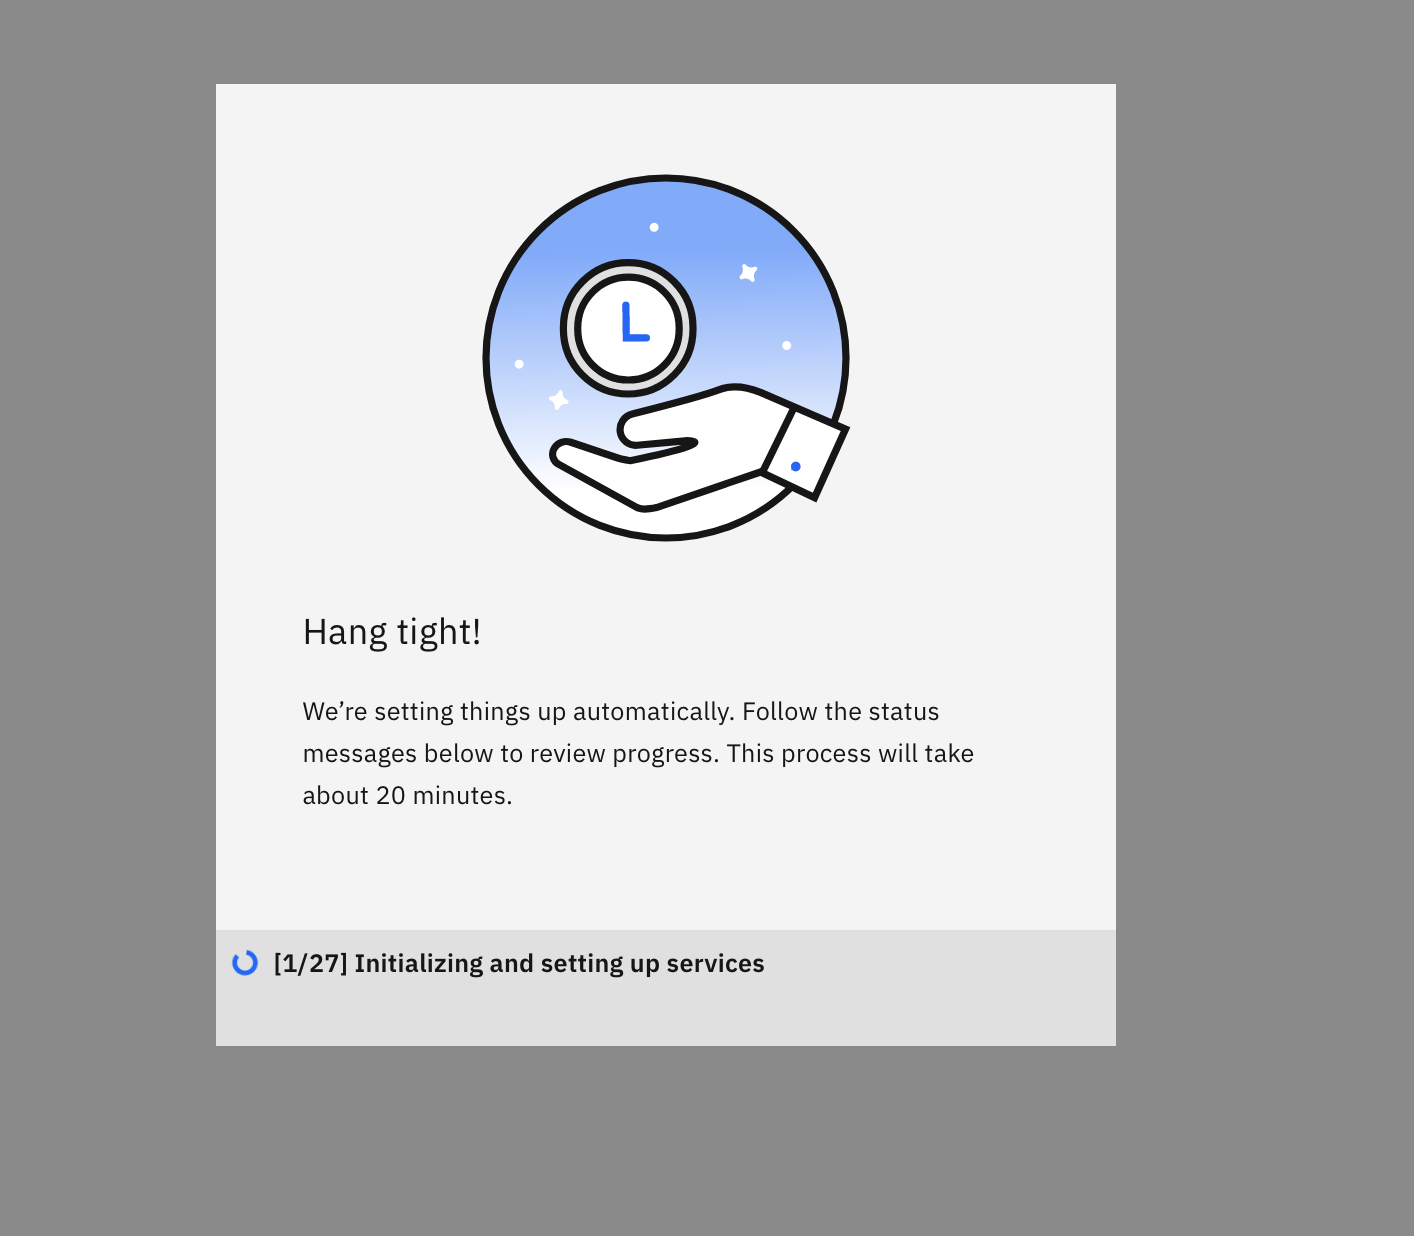 Hang tight!
We’re setting things up automatically. Follow the status
messages below to review progress. This process will take
about 20 minutes.
[1/27] Initializing and setting up services